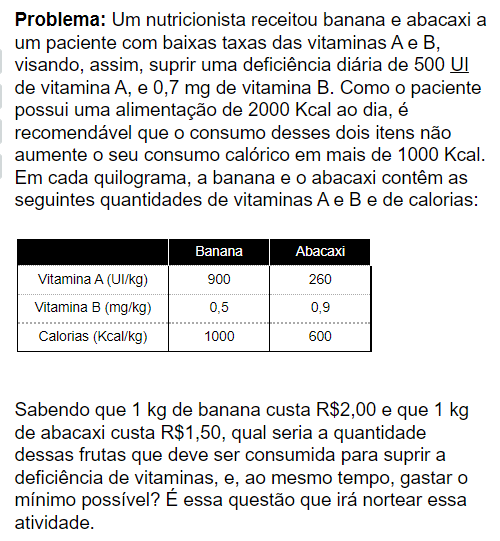 Problema: Um nutricionista receitou banana e abacaxi a
um paciente com baixas taxas das vitaminas A e B,
visando, assim, suprir uma deficiência diária de 500 UI
de vitamina A, e 0,7 mg de vitamina B. Como o paciente
possui uma alimentação de 2000 Kcal ao dia, é
recomendável que o consumo desses dois itens não
aumente o seu consumo calórico em mais de 1000 Kcal.
Em cada quilograma, a banana e o abacaxi contêm as
seguintes quantidades de vitaminas A e B e de calorias:
Banana Abacaxi
Vitamina A (UI/kg) 900 260
Vitamina B (mg/kg) 0,5 0,9
Calorias (Kcal/kg) 1000 600
Sabendo que 1 kg de banana custa R$2,00 e que 1 kg
de abacaxi custa R$1,50, qual seria a quantidade
dessas frutas que deve ser consumida para suprir a
deficiência de vitaminas, e, ao mesmo tempo, gastar o
mínimo possível? É essa questão que irá nortear essa
atividade.